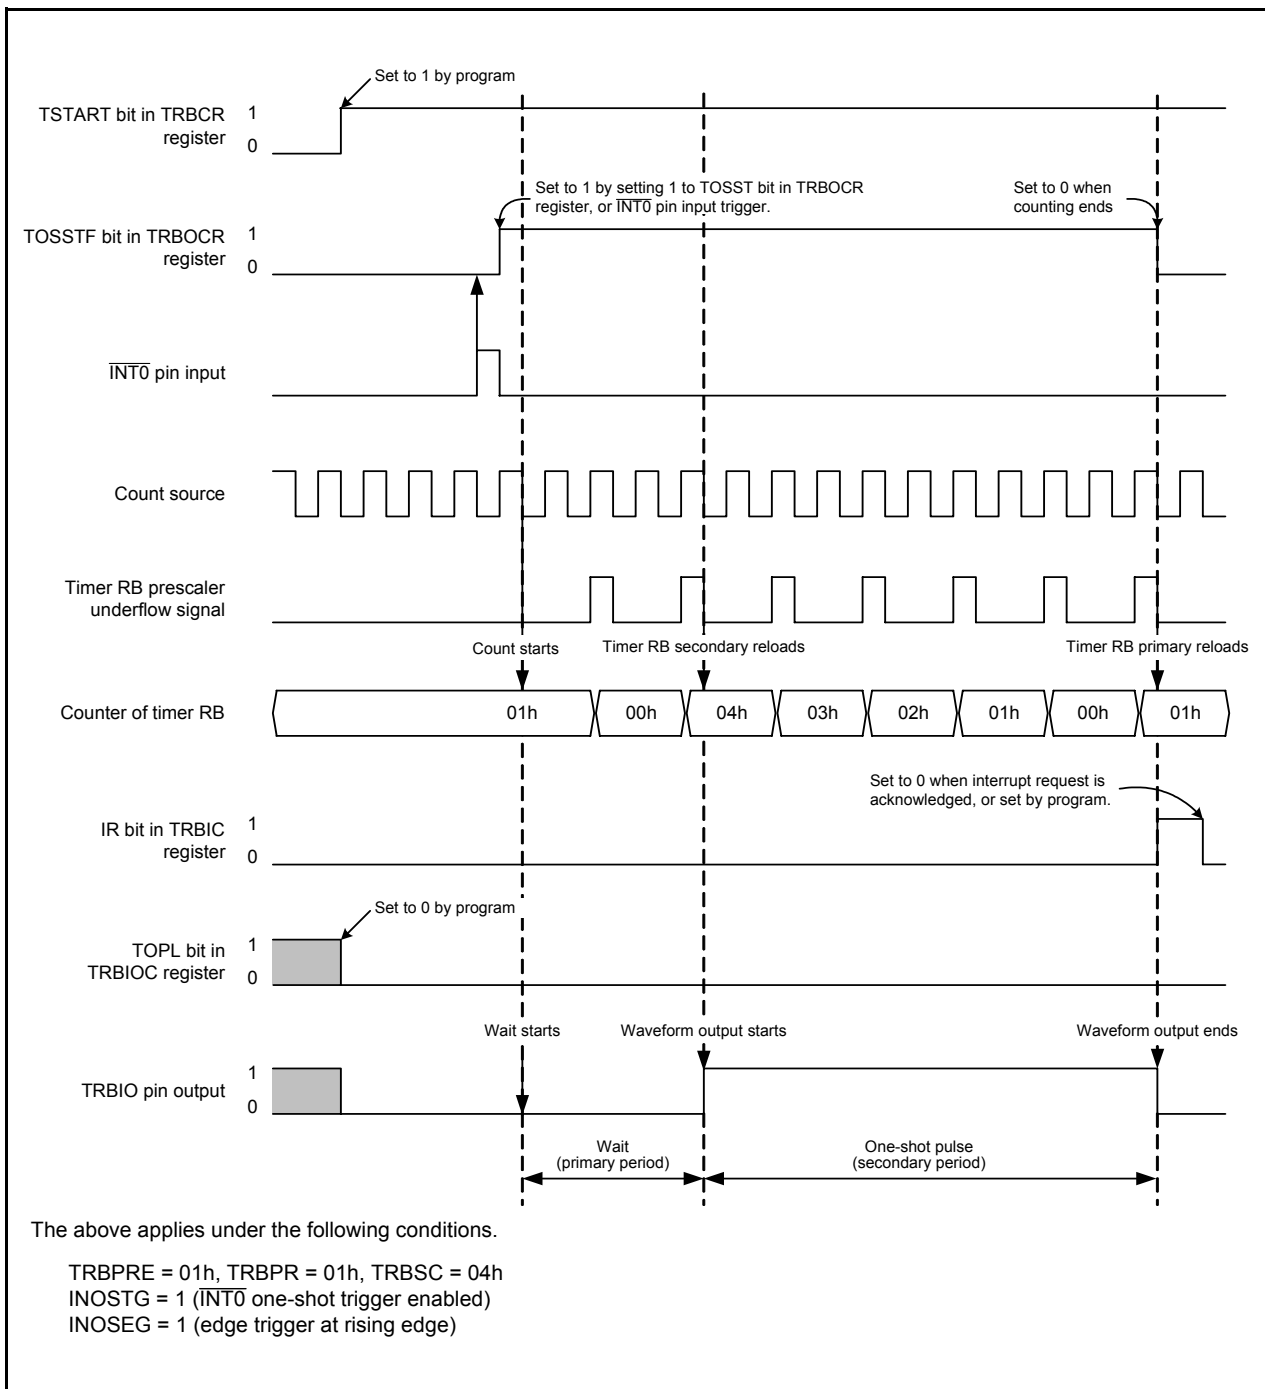 Set to 1 by program
TSTART bit in TRBCR
register
1
0
Set to 1 by setting 1 to TOSST bit in TRBOCR
register, or INT0 pin input trigger.
Set to 0 when
counting ends
TOSSTF bit in TRBOCR
register
1
0
INT0 pin input
Count source
Timer RB prescaler
underflow signal
Count starts
Timer RB secondary reloads
Timer RB primary reloads
Counter of timer RB
01h 00h 04h 03h 02h 01h 00h 01h
Set to 0 when interrupt request is
acknowledged, or set by program.
IR bit in TRBIC
register
1
0
Set to 0 by program
TOPL bit in
TRBIOC register
1
0
Wait starts
Waveform output starts
Waveform output ends
TRBIO pin output
1
0
Wait
(primary period)
One-shot pulse
(secondary period)
The above applies under the following conditions.
TRBPRE = 01h, TRBPR = 01h, TRBSC = 04h
INOSTG = 1 (INT0 one-shot trigger enabled)
INOSEG = 1 (edge trigger at rising edge)